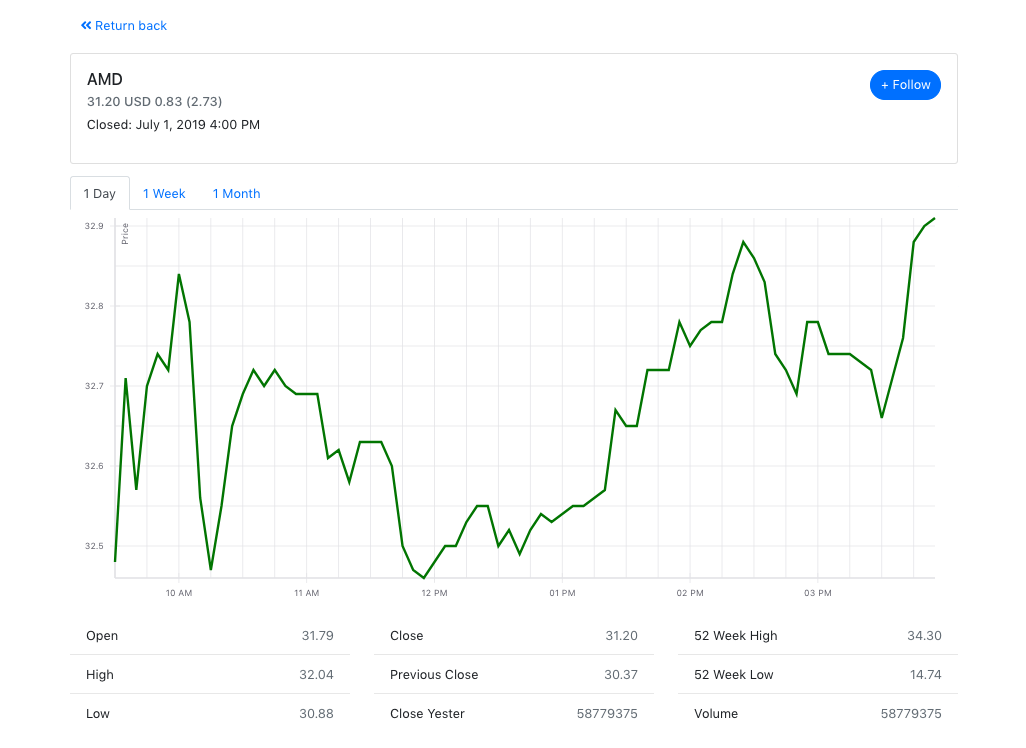 Return back
AMD
31.20 USD 0.83 (2.73)
Closed: July 1, 2019 4:00 PM
+ Follow
1 Day
1 Week
1 Month
Price
32.9
32.8
32.7
32.6
32.5
10 AM
11 AM
12 PM
01 PM
02 PM
03 PM
Open 31.79
Close 31.20
52 Week High 34.30
High 32.04
Previous Close 30.37
52 Week Low 14.74
Low 30.88
Close Yester 58779375
Volume 58779375